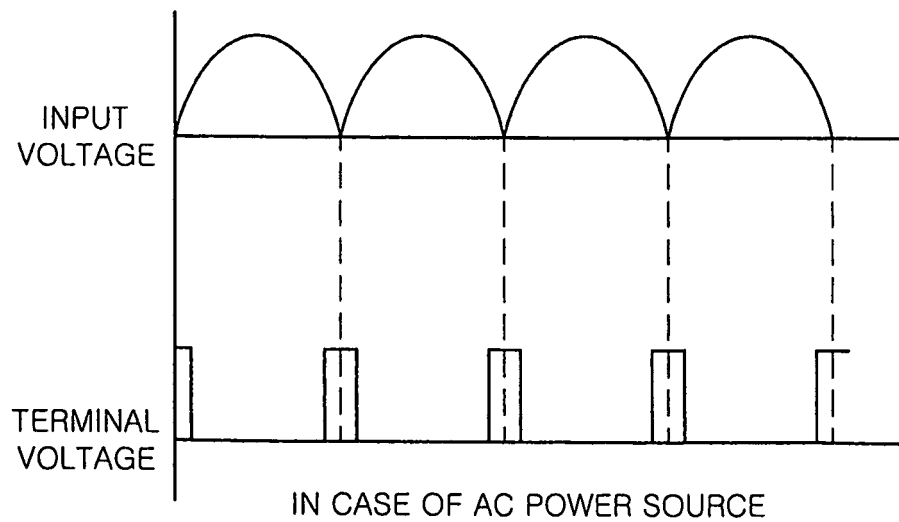 INPUT
VOLTAGE
TERMINAL
VOLTAGE
IN CASE OF AC POWER SOURCE